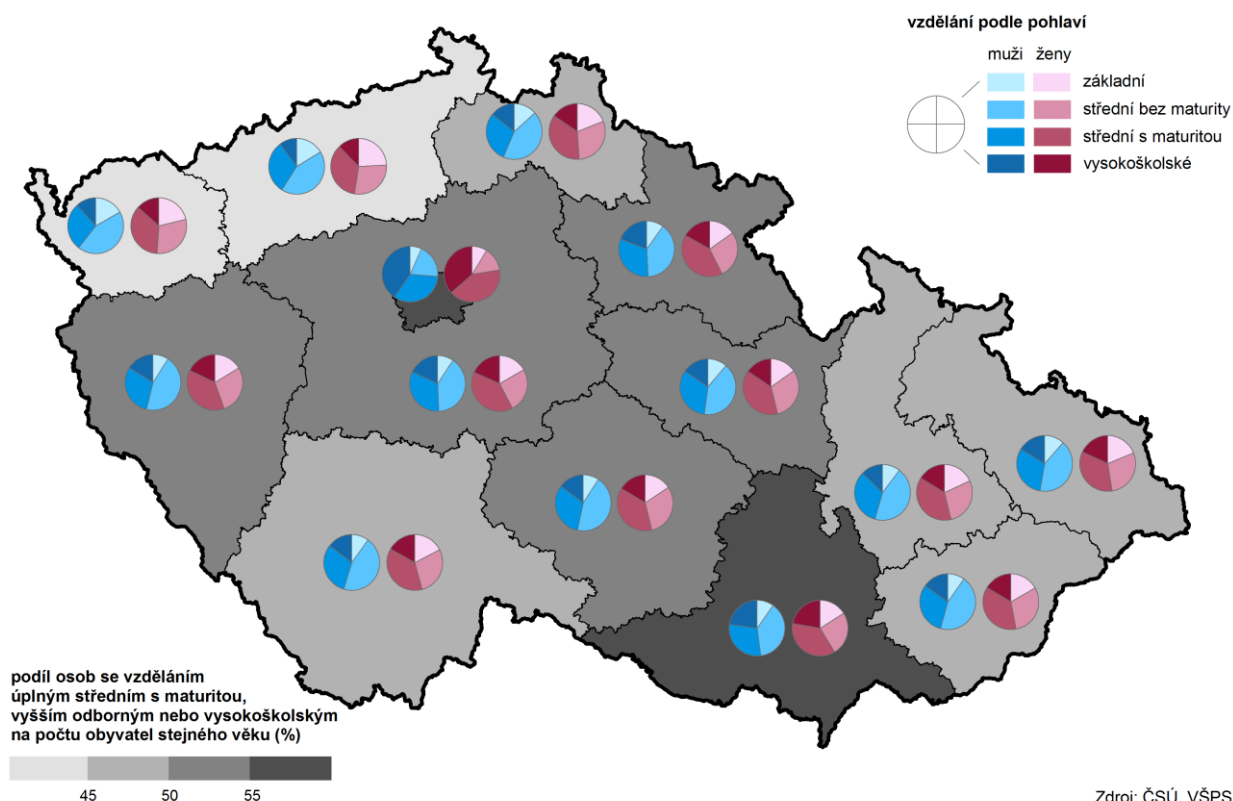 vzdělání podle pohlaví
muži ženy
základní
střední bez maturity
střední s maturitou
vysokoškolské
podíl osob se vzděláním
úplným středním s maturitou,
vyšším odborným nebo vysokoškolským
na počtu obyvatel stejného věku (%)
45 50 55
Zdroj: ČSÚ, VŠPS